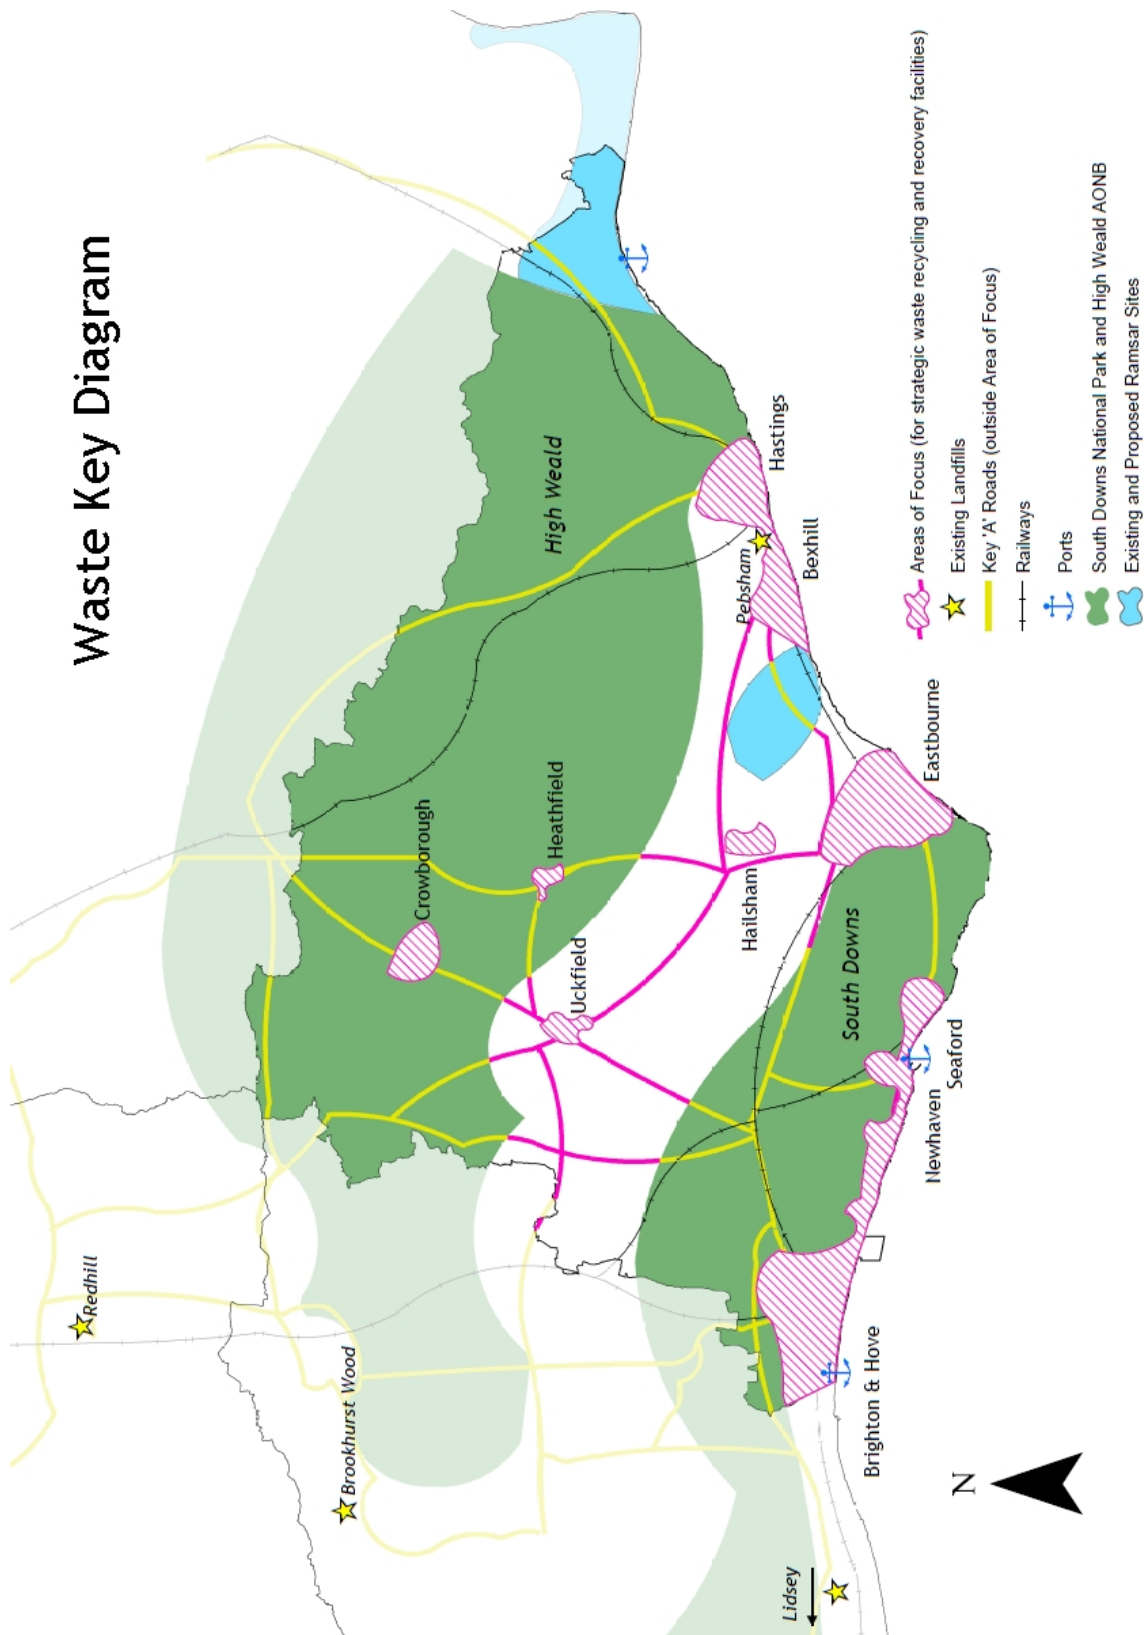 Waste Key Diagram
Redhill
Brookhurst Wood
Crowborough
High Weald
Heathfield
Uckfield
Hastings
Pebsham
Bexhill
Hailsham
Lidsey
South Downs
Eastbourne
Brighton & Hove
Newhaven
Seaford
N
Areas of Focus (for strategic waste recycling and recovery facilities)
Existing Landfills
Key 'A' Roads (outside Area of Focus)
Railways
Ports
South Downs National Park and High Weald AONB
Existing and Proposed Ramsar Sites